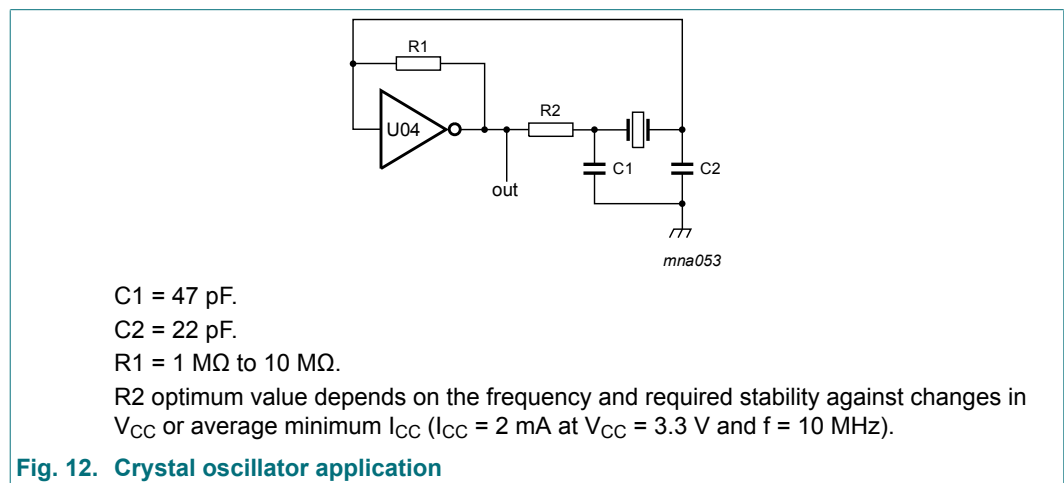 R1
U04
R2
out
C1
C2
mna053
C1 = 47 pF.
C2 = 22 pF.
R1 = 1 MΩ to 10 MΩ.
R2 optimum value depends on the frequency and required stability against changes in
VCC or average minimum ICC (ICC = 2 mA at VCC = 3.3 V and f = 10 MHz).
Fig. 12. Crystal oscillator application